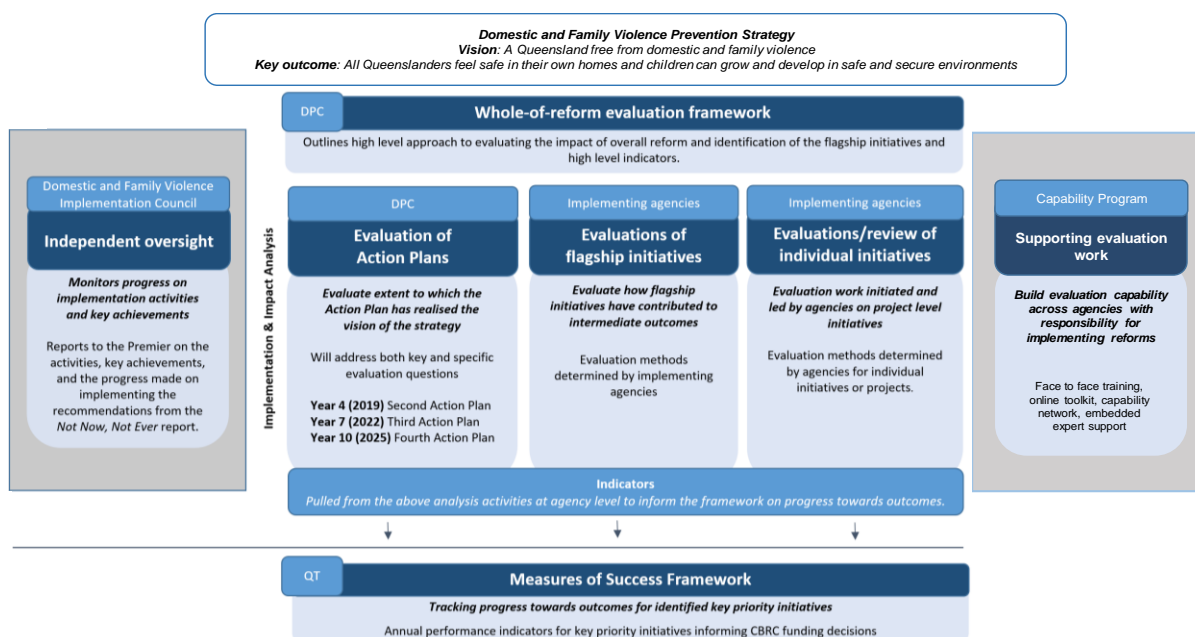 Domestic and Family Violence Prevention Strategy
Vision: A Queensland free from domestic and family violence
Key outcome: All Queenslanders feel safe in their own homes and children can grow and develop in safe and secure environments
DPC
Whole-of-reform evaluation framework
Outlines high level approach to evaluating the impact of overall reform and identification of the flagship initiatives and
high level indicators.
Domestic and Family Violence
Implementation Council
Independent oversight
Monitors progress on
implementation activities
and key achievements
Reports to the Premier on the
activities, key achievements,
and the progress made on
implementing the
recommendations from the
Not Now, Not Ever report.
Implementation & Impact Analysis
DPC
Evaluation of
Action Plans
Evaluate extent to which the
Action Plan has realised the
vision of the strategy
Will address both key and specific
evaluation questions
Year 4 (2019) Second Action Plan
Year 7 (2022) Third Action Plan
Year 10 (2025) Fourth Action Plan
Implementing agencies
Evaluations of
flagship initiatives
Evaluate how flagship
initiatives have contributed to
intermediate outcomes
Evaluation methods
determined by implementing
agencies
Implementing agencies
Evaluations/review of
individual initiatives
Evaluation work initiated and
led by agencies on project level
initiatives
Evaluation methods determined
by agencies for individual
initiatives or projects.
Capability Program
Supporting evaluation
work
Build evaluation capability
across agencies with
responsibility for
implementing reforms
Face to face training,
online toolkit, capability
network, embedded
expert support
Indicators
Pulled from the above analysis activities at agency level to inform the framework on progress towards outcomes.
QT
Measures of Success Framework
Tracking progress towards outcomes for identified key priority initiatives
Annual performance indicators for key priority initiatives informing CBRC funding decisions